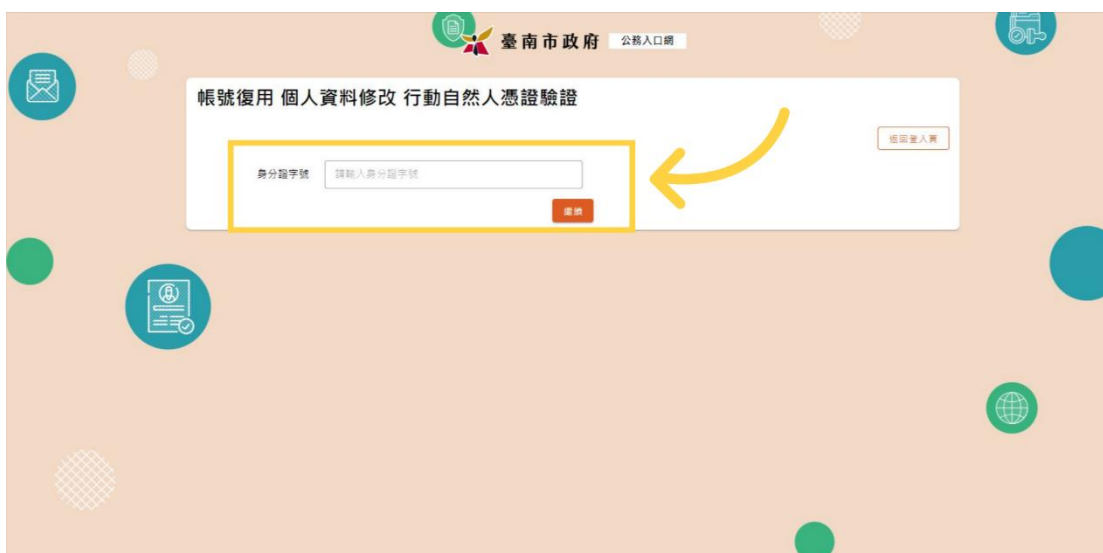 臺南市政府 公務入口網
帳號復用 個人資料修改 行動自然人憑證驗證
返回登入頁
身分證字號 請輸入身分證字號
繼續